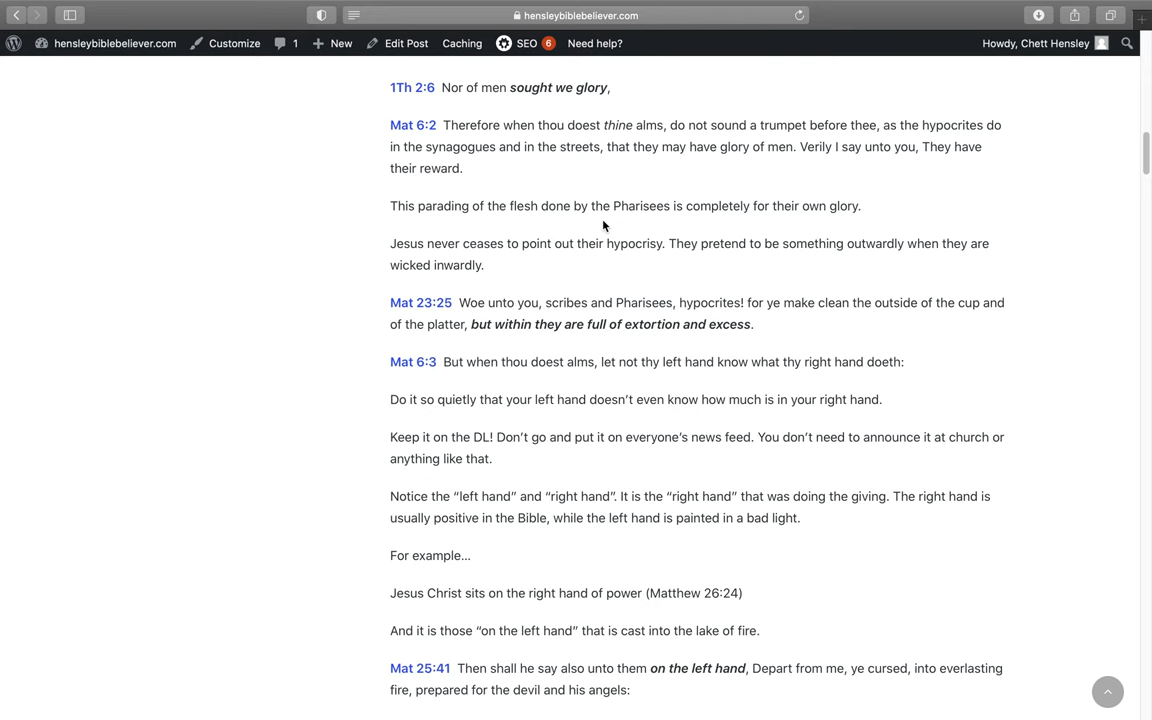 hensleybiblebeliever.com
hensleybiblebeliever.com Customize 1 New Edit Post Caching SEO 6 Need help? Howdy, Chett Hensley
1Th 2:6 Nor of men sought we glory,
Mat 6:2 Therefore when thou doest thine alms, do not sound a trumpet before thee, as the hypocrites do
in the synagogues and in the streets, that they may have glory of men. Verily I say unto you, They have
their reward.
This parading of the flesh done by the Pharisees is completely for their own glory.
Jesus never ceases to point out their hypocrisy. They pretend to be something outwardly when they are
wicked inwardly.
Mat 23:25 Woe unto you, scribes and Pharisees, hypocrites! for ye make clean the outside of the cup and
of the platter, but within they are full of extortion and excess.
Mat 6:3 But when thou doest alms, let not thy left hand know what thy right hand doeth:
Do it so quietly that your left hand doesn’t even know how much is in your right hand.
Keep it on the DL! Don’t go and put it on everyone’s news feed. You don’t need to announce it at church or
anything like that.
Notice the “left hand” and “right hand”. It is the “right hand” that was doing the giving. The right hand is
usually positive in the Bible, while the left hand is painted in a bad light.
For example…
Jesus Christ sits on the right hand of power (Matthew 26:24)
And it is those “on the left hand” that is cast into the lake of fire.
Mat 25:41 Then shall he say also unto them on the left hand, Depart from me, ye cursed, into everlasting
fire, prepared for the devil and his angels: